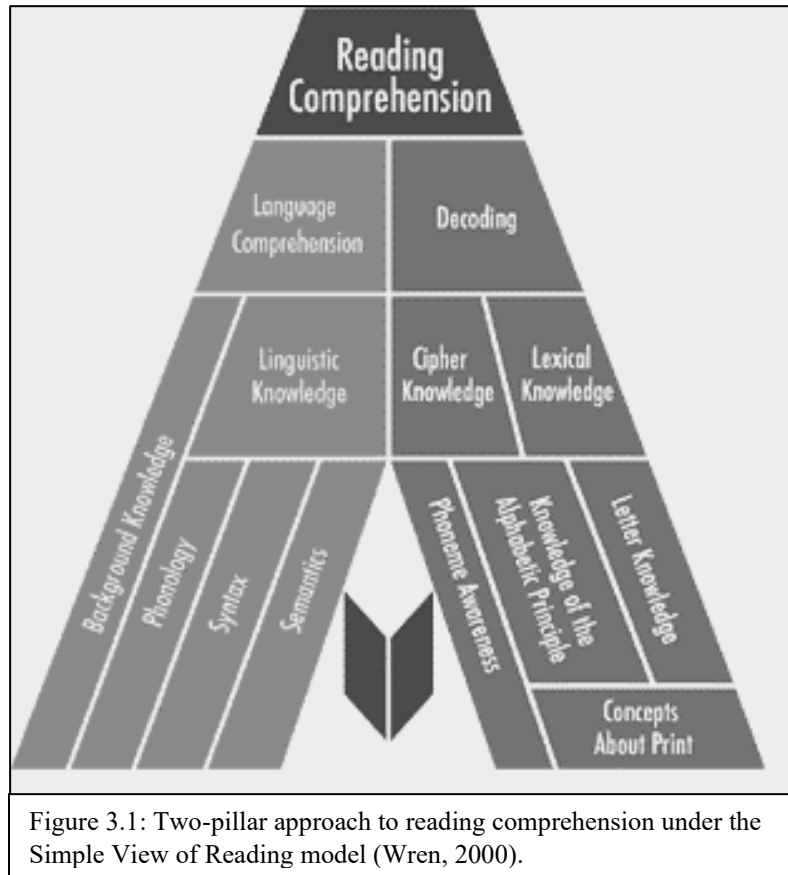 Reading
Comprehension
Language
Comprehension
Decoding
Linguistic
Knowledge
Cipher
Knowledge
Lexical
Knowledge
Background Knowledge
Phonology
Syntax
Semantics
Phoneme Awareness
Knowledge of the
Alphabetic Principle
Letter Knowledge
Concepts
About Print
Figure 3.1: Two-pillar approach to reading comprehension under the
Simple View of Reading model (Wren, 2000).